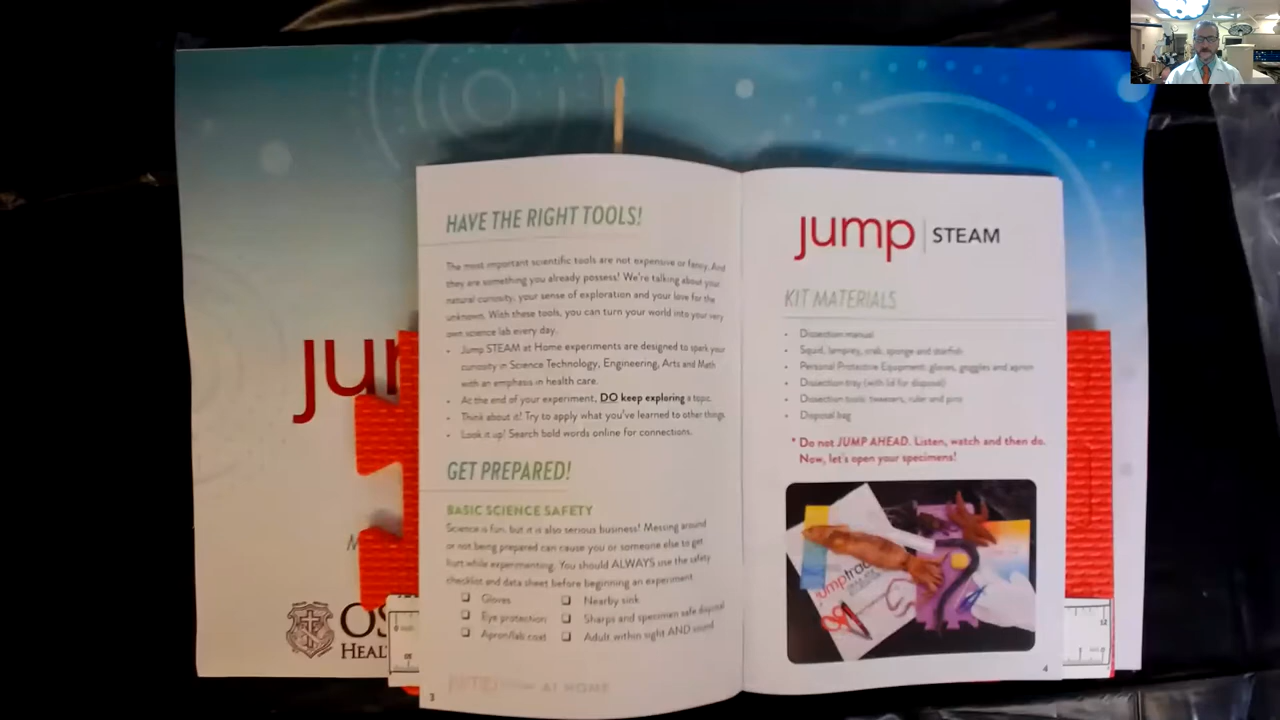 HAVE THE RIGHT TOOLS!
The most important scientific tools are not expensive or fancy. And
they are something you already possess! We're talking about your
natural curiosity, your sense of exploration and your love for the
unknown. With these tools, you can turn your world into your very
own science lab every day.
• Jump STEAM at Home experiments are designed to spark your
curiosity in Science Technology, Engineering, Arts and Math
with an emphasis in health care.
• At the end of your experiment, DO keep exploring a topic.
• Think about it! Try to apply what you've learned to other things.
• Look it up! Search bold words online for connections.
GET PREPARED!
BASIC SCIENCE SAFETY
Science is fun, but it is also serious business! Messing around
or not being prepared can cause you or someone else to get
hurt while experimenting. You should ALWAYS use the safety
checklist and data sheet before beginning an experiment.
❏ Gloves ❏ Nearby sink
❏ Eye protection ❏ Sharps and specimen safe disposal
❏ Apron/lab coat ❏ Adult within sight AND sound
AT HOME
3
jump | STEAM
KIT MATERIALS
• Dissection manual
• Squid, lamprey, crab, sponge and starfish
• Personal Protective Equipment: gloves, goggles and apron
• Dissection tray (with lid for disposal)
• Dissection tools: tweezers, ruler and pins
• Disposal bag
* Do not JUMP AHEAD. Listen, watch and then do.
Now, let's open your specimens!
jumptra
4
ju
M
OS
HEAL
0
12